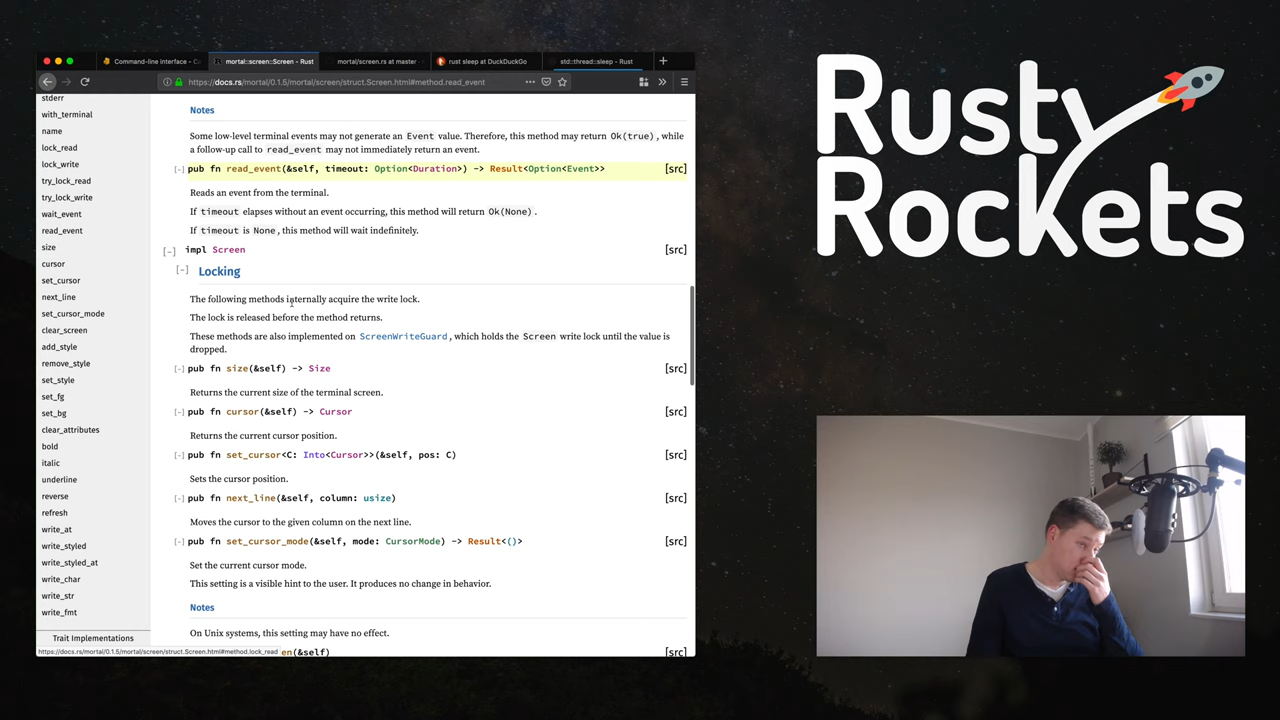 Command-line interface - C
mortal::screen::Screen - Rust
mortal/screen.rs at master
rust sleep at DuckDuckGo
std::thread::sleep - Rust
https://docs.rs/mortal/0.1.5/mortal/screen/struct.Screen.html#method.read_event
stderr
with_terminal
name
lock_read
lock_write
try_lock_read
try_lock_write
wait_event
read_event
size
cursor
set_cursor
next_line
set_cursor_mode
clear_screen
add_style
remove_style
set_style
set_fg
set_bg
clear_attributes
bold
italic
underline
reverse
refresh
write_at
write_styled
write_styled_at
write_char
write_str
write_fmt
Trait Implementations
https://docs.rs/mortal/0.1.5/mortal/screen/struct.Screen.html#method.lock_read
Notes
Some low-level terminal events may not generate an Event value. Therefore, this method may return Ok(true), while
a follow-up call to read_event may not immediately return an event.
[-] pub fn read_event(&self, timeout: Option<Duration>) -> Result<Option<Event>> [src]
Reads an event from the terminal.
If timeout elapses without an event occurring, this method will return Ok(None).
If timeout is None, this method will wait indefinitely.
[-] impl Screen [src]
[-] Locking
The following methods internally acquire the write lock.
The lock is released before the method returns.
These methods are also implemented on ScreenWriteGuard, which holds the Screen write lock until the value is
dropped.
[-] pub fn size(&self) -> Size [src]
Returns the current size of the terminal screen.
[-] pub fn cursor(&self) -> Cursor [src]
Returns the current cursor position.
[-] pub fn set_cursor<C: Into<Cursor>>(&self, pos: C) [src]
Sets the cursor position.
[-] pub fn next_line(&self, column: usize) [src]
Moves the cursor to the given column on the next line.
[-] pub fn set_cursor_mode(&self, mode: CursorMode) -> Result<()> [src]
Set the current cursor mode.
This setting is a visible hint to the user. It produces no change in behavior.
Notes
On Unix systems, this setting may have no effect.
en(&self) [src]
Rusty
Rockets